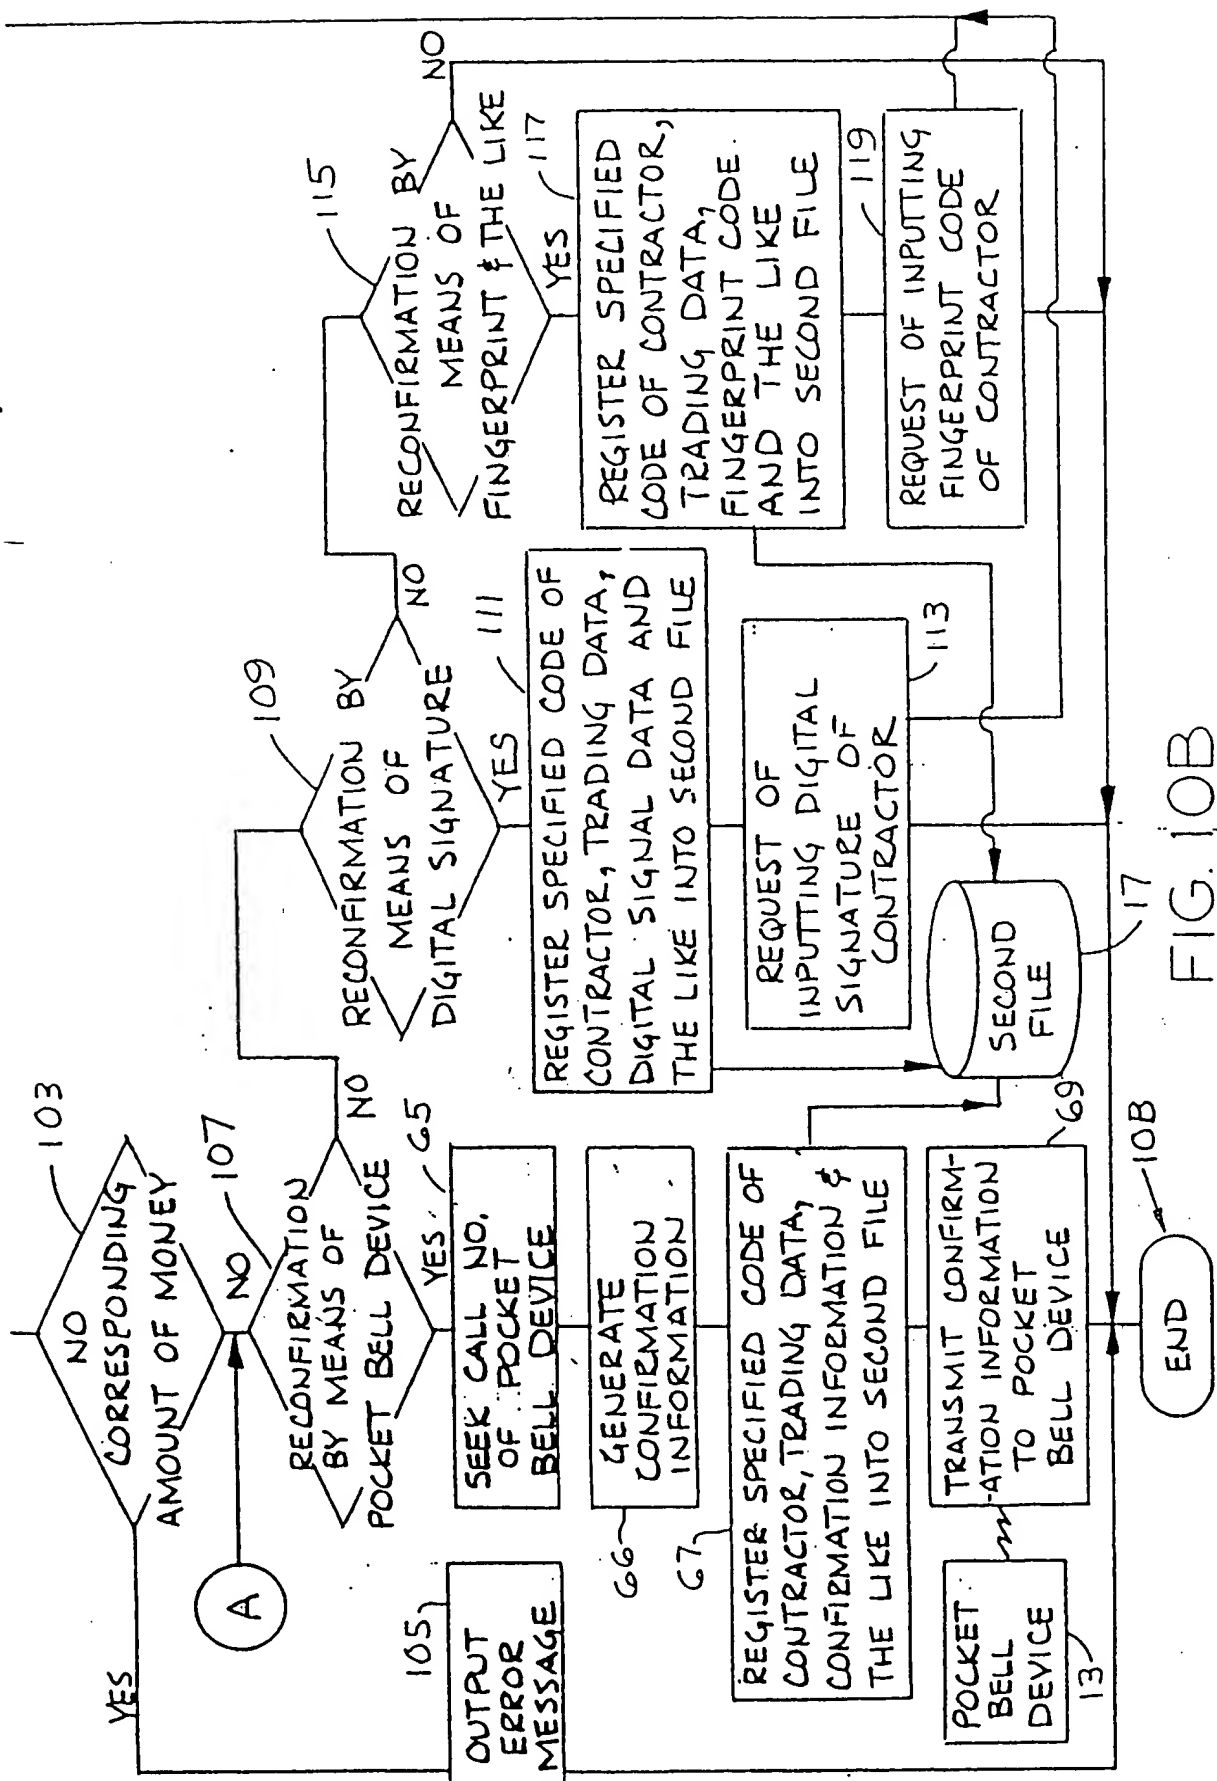 103
NO
CORRESPONDING
AMOUNT OF MONEY
YES
NO
A
107
RECONFIRMATION
BY MEANS OF
POCKET BELL DEVICE
NO
YES
65
SEEK CALL NO.
OF POCKET
BELL DEVICE
66
GENERATE
CONFIRMATION
INFORMATION
67
REGISTER SPECIFIED CODE OF
CONTRACTOR, TRADING DATA,
CONFIRMATION INFORMATION &
THE LIKE INTO SECOND FILE
69
TRANSMIT CONFIRM-
-ATION INFORMATION
TO POCKET
BELL DEVICE
POCKET
BELL
DEVICE
13
105
OUTPUT
ERROR
MESSAGE
END
10B
109
RECONFIRMATION BY
MEANS OF
DIGITAL SIGNATURE
NO
YES
111
REGISTER SPECIFIED CODE OF
CONTRACTOR, TRADING DATA,
DIGITAL SIGNAL DATA AND
THE LIKE INTO SECOND FILE
REQUEST OF
INPUTTING DIGITAL
SIGNATURE OF
CONTRACTOR
113
SECOND
FILE
17
115
RECONFIRMATION BY
MEANS OF
FINGERPRINT & THE LIKE
NO
YES
117
REGISTER SPECIFIED
CODE OF CONTRACTOR,
TRADING DATA,
FINGERPRINT CODE
AND THE LIKE
INTO SECOND FILE
119
REQUEST OF INPUTTING
FINGERPRINT CODE
OF CONTRACTOR
FIG. 10B